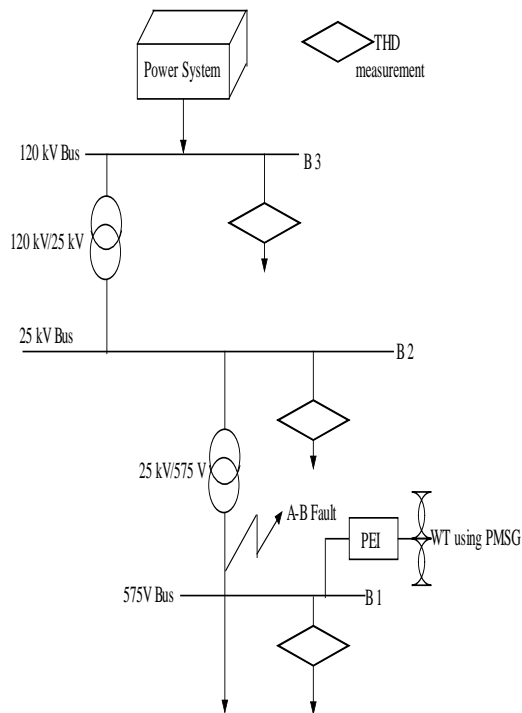 Power System
THD
measurement
120 kV Bus
B 3
120 kV/25 kV
25 kV Bus
B 2
25 kV/575 V
A-B Fault
PEI
WT using PMSG
575V Bus
B 1